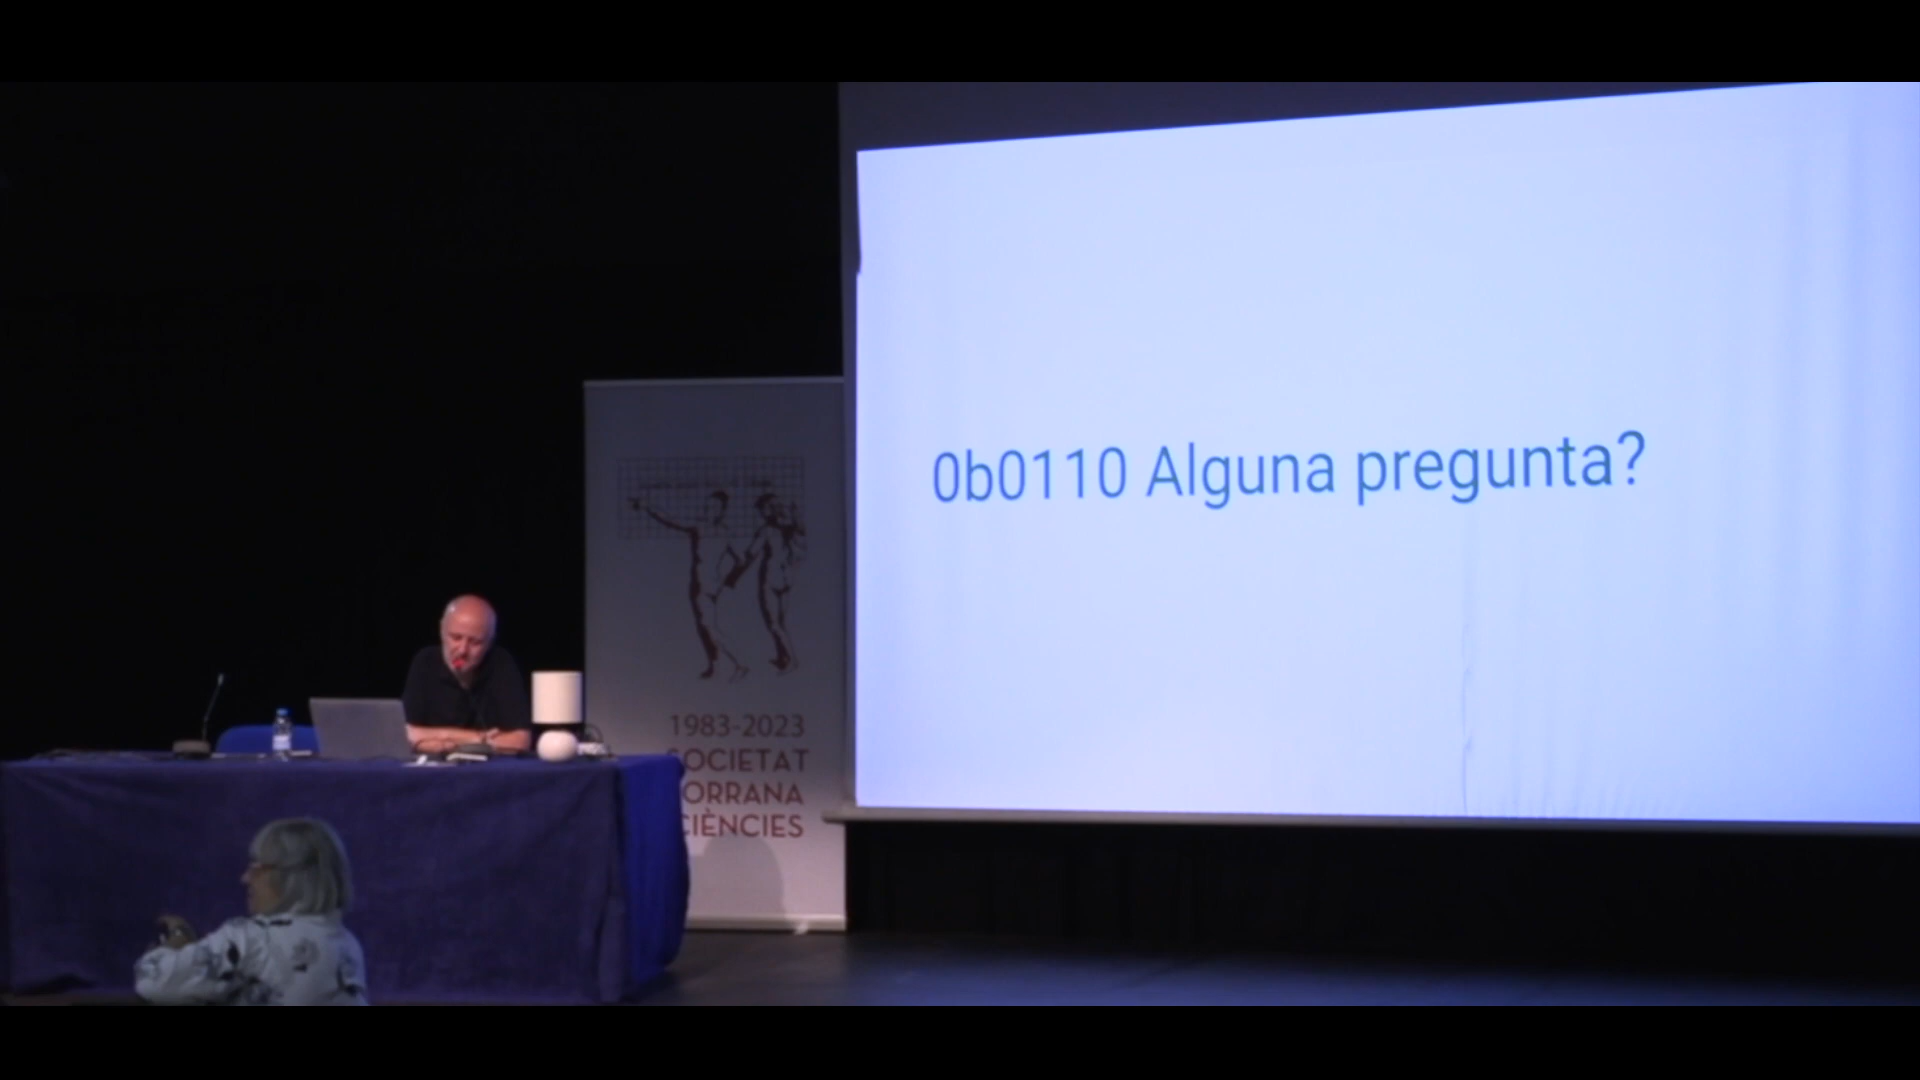 0b0110 Alguna pregunta?
1983-2023
SOCIETAT
ORRANA
CIÈNCIES